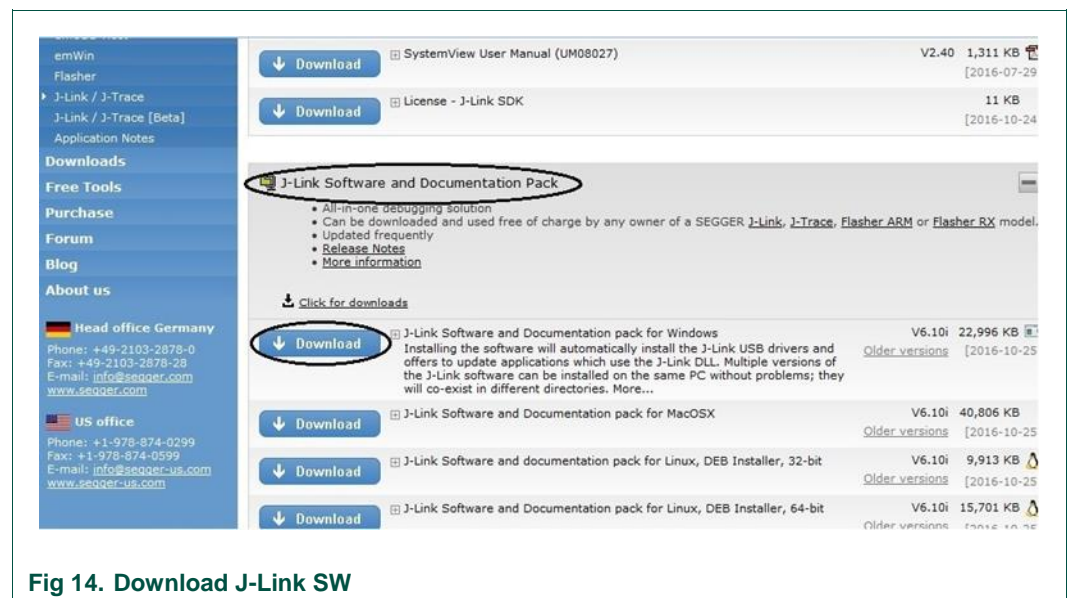 emWin
Flasher
J-Link / J-Trace
J-Link / J-Trace [Beta]
Application Notes
Downloads
Free Tools
Purchase
Forum
Blog
About us
Head office Germany
Phone: +49-2103-2878-0
Fax: +49-2103-2878-28
E-mail: info@segger.com
www.segger.com
US office
Phone: +1-978-874-0299
Fax: +1-978-874-0599
E-mail: info@segger-us.com
www.segger-us.com
Download
SystemView User Manual (UM08027)
V2.40 1,311 KB
[2016-07-29
Download
License - J-Link SDK
11 KB
[2016-10-24
J-Link Software and Documentation Pack
• All-in-one debugging solution
• Can be downloaded and used free of charge by any owner of a SEGGER J-Link, J-Trace, Flasher ARM or Flasher RX model.
• Updated frequently
• Release Notes
• More information
Click for downloads
Download
J-Link Software and Documentation pack for Windows
V6.10i 22,996 KB
Installing the software will automatically install the J-Link USB drivers and
Older versions [2016-10-25
offers to update applications which use the J-Link DLL. Multiple versions of
the J-Link software can be installed on the same PC without problems; they
will co-exist in different directories. More...
Download
J-Link Software and Documentation pack for MacOSX
V6.10i 40,806 KB
Older versions [2016-10-25
Download
J-Link Software and documentation pack for Linux, DEB Installer, 32-bit
V6.10i 9,913 KB
Older versions [2016-10-25
Download
J-Link Software and Documentation pack for Linux, DEB Installer, 64-bit
V6.10i 15,701 KB
Older versions [2016-10-25
Fig 14. Download J-Link SW